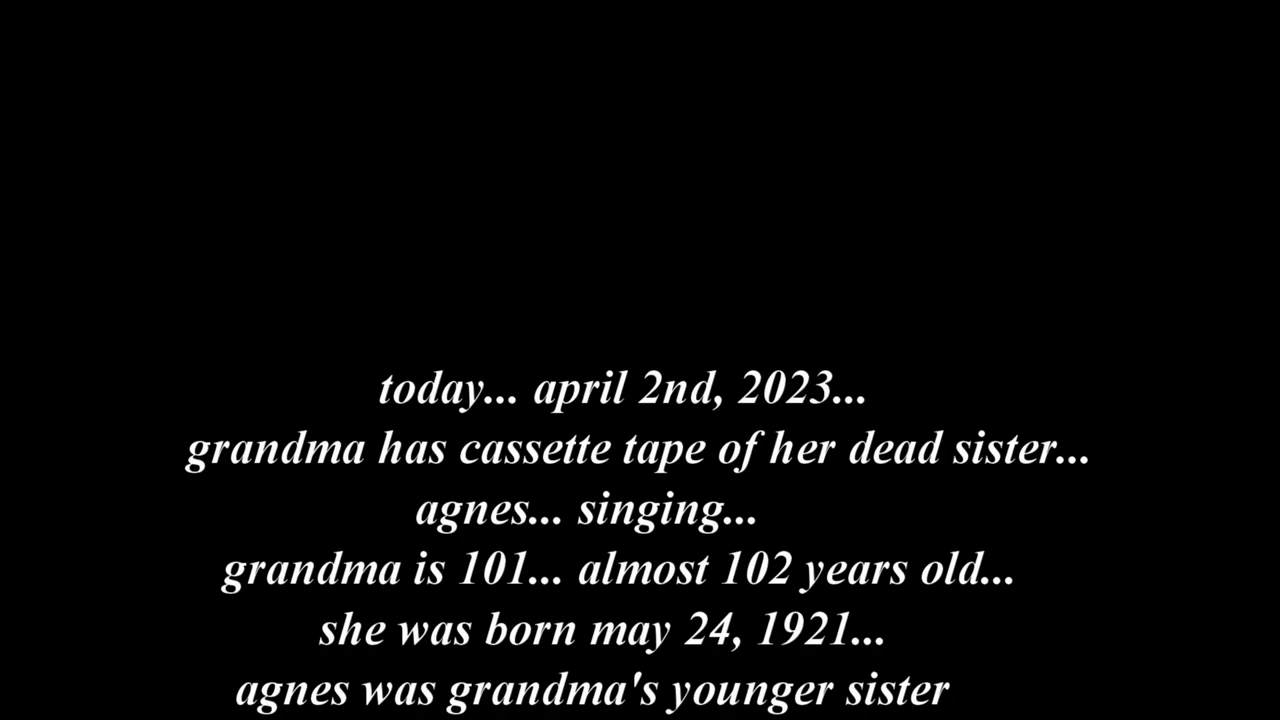 today... april 2nd, 2023...
grandma has cassette tape of her dead sister...
agnes... singing...
grandma is 101... almost 102 years old...
she was born may 24, 1921...
agnes was grandma's younger sister